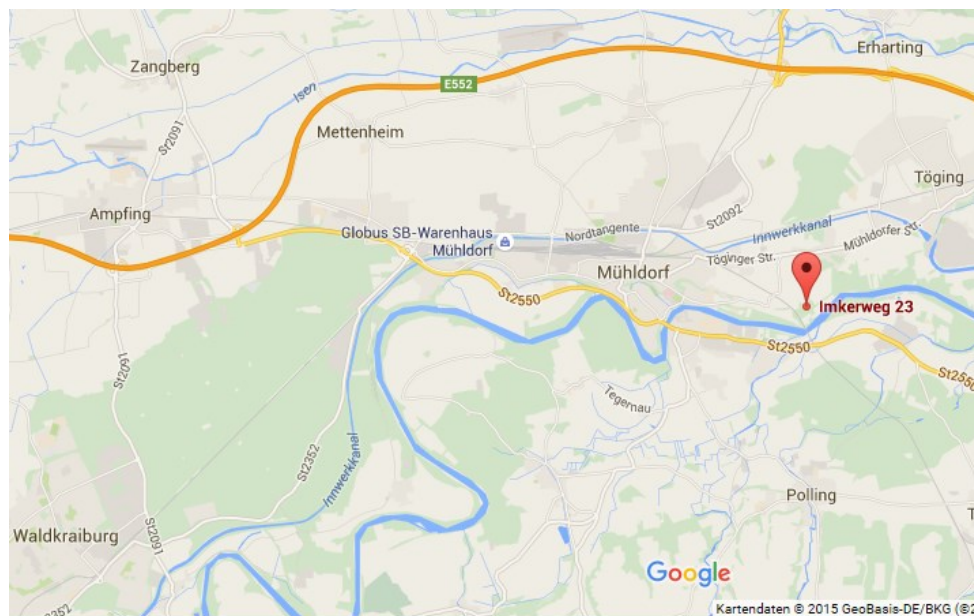 Zangberg
Erharting
E552
Isen
St2091
Mettenheim
Töging
Ampfing
Globus SB-Warenhaus
Mühldorf
Nordtangente
St2092
Innwerkkanal
Mühldorfer Str.
Töginger Str.
Mühldorf
St2550
Imkerweg 23
St2550
St2550
St2091
Tegernau
St2352
Innwerkkanal
Polling
Waldkraiburg
St2091
St2352
Google
Kartendaten © 2015 GeoBasis-DE/BKG